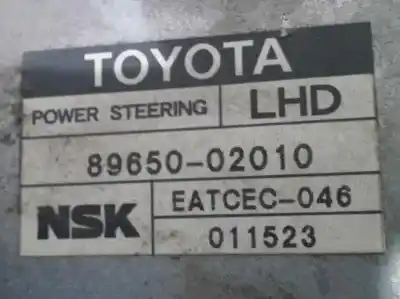 TOYOTA
POWER STEERING LHD
89650-02010
NSK EATCEC-046
011523